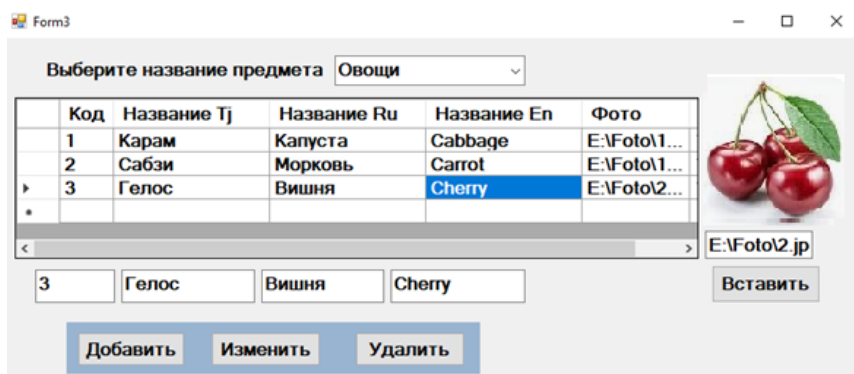 Form3
Выберите название предмета Овощи
Код Название Tj Название Ru Название En Фото
1 Карам Капуста Cabbage E:\Foto\1...
2 Сабзи Морковь Carrot E:\Foto\1...
3 Гелос Вишня Cherry E:\Foto\2...
E:\Foto\2.jp
3 Гелос Вишня Cherry Вставить
Добавить Изменить Удалить